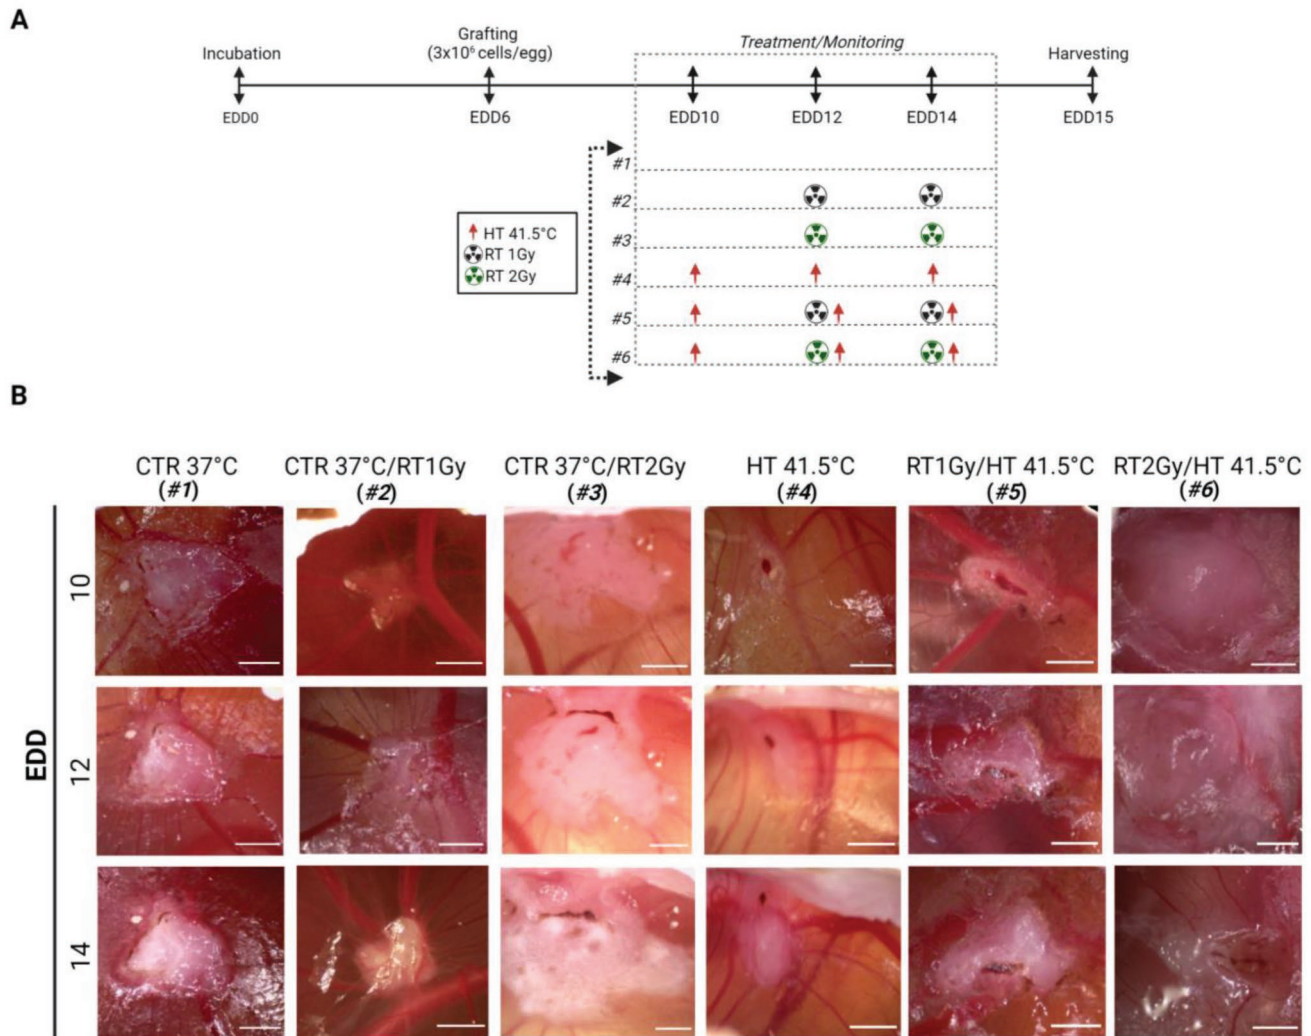 A
Incubation
Grafting
(3x10⁶ cells/egg)
Treatment/Monitoring
Harvesting
EDD0
EDD6
EDD10
EDD12
EDD14
EDD15
#1
#2
#3
#4
#5
#6
HT 41.5°C
RT 1Gy
RT 2Gy
B
CTR 37°C
(#1)
CTR 37°C/RT1Gy
(#2)
CTR 37°C/RT2Gy
(#3)
HT 41.5°C
(#4)
RT1Gy/HT 41.5°C
(#5)
RT2Gy/HT 41.5°C
(#6)
EDD
10
12
14